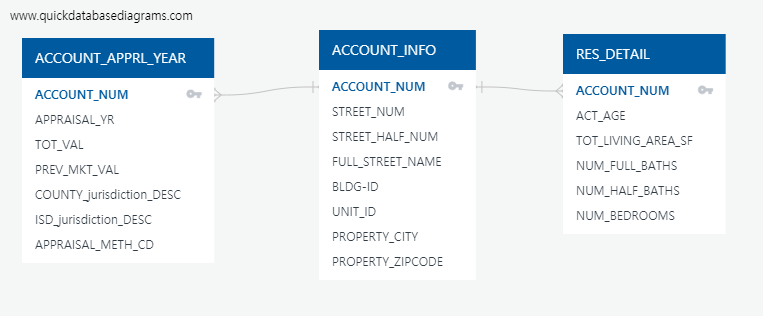 www.quickdatabasediagrams.com
ACCOUNT_APPRL_YEAR
ACCOUNT_NUM
APPRAISAL_YR
TOT_VAL
PREV_MKT_VAL
COUNTY_jurisdiction_DESC
ISD_jurisdiction_DESC
APPRAISAL_METH_CD
ACCOUNT_INFO
ACCOUNT_NUM
STREET_NUM
STREET_HALF_NUM
FULL_STREET_NAME
BLDG-ID
UNIT_ID
PROPERTY_CITY
PROPERTY_ZIPCODE
RES_DETAIL
ACCOUNT_NUM
ACT_AGE
TOT_LIVING_AREA_SF
NUM_FULL_BATHS
NUM_HALF_BATHS
NUM_BEDROOMS